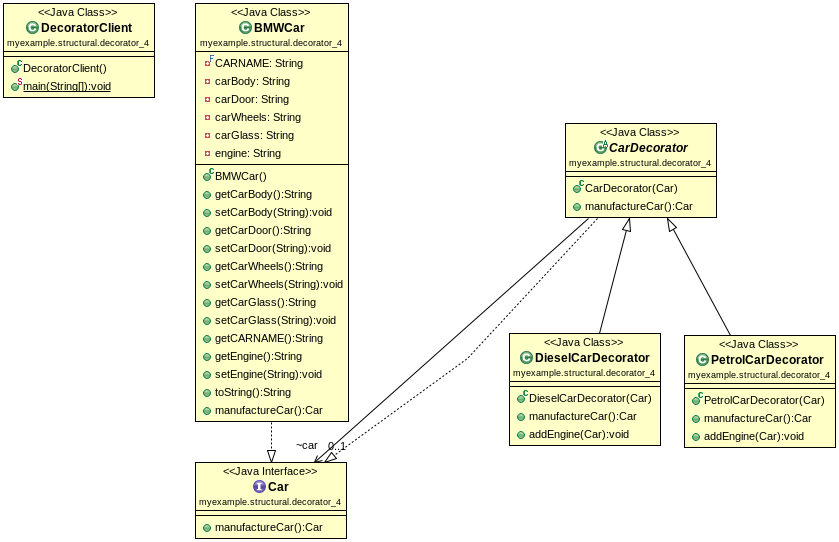 <<Java Class>>
DecoratorClient
myexample.structural.decorator_4
DecoratorClient()
main(String[]):void
<<Java Class>>
BMWCar
myexample.structural.decorator_4
CARNAME: String
carBody: String
carDoor: String
carWheels: String
carGlass: String
engine: String
BMWCar()
getCarBody():String
setCarBody(String):void
getCarDoor():String
setCarDoor(String):void
getCarWheels():String
setCarWheels(String):void
getCarGlass():String
setCarGlass(String):void
getCARNAME():String
getEngine():String
setEngine(String):void
toString():String
manufactureCar():Car
<<Java Class>>
CarDecorator
myexample.structural.decorator_4
CarDecorator(Car)
manufactureCar():Car
<<Java Class>>
DieselCarDecorator
myexample.structural.decorator_4
DieselCarDecorator(Car)
manufactureCar():Car
addEngine(Car):void
<<Java Class>>
PetrolCarDecorator
myexample.structural.decorator_4
PetrolCarDecorator(Car)
manufactureCar():Car
addEngine(Car):void
~car 0..1
<<Java Interface>>
Car
myexample.structural.decorator_4
manufactureCar():Car